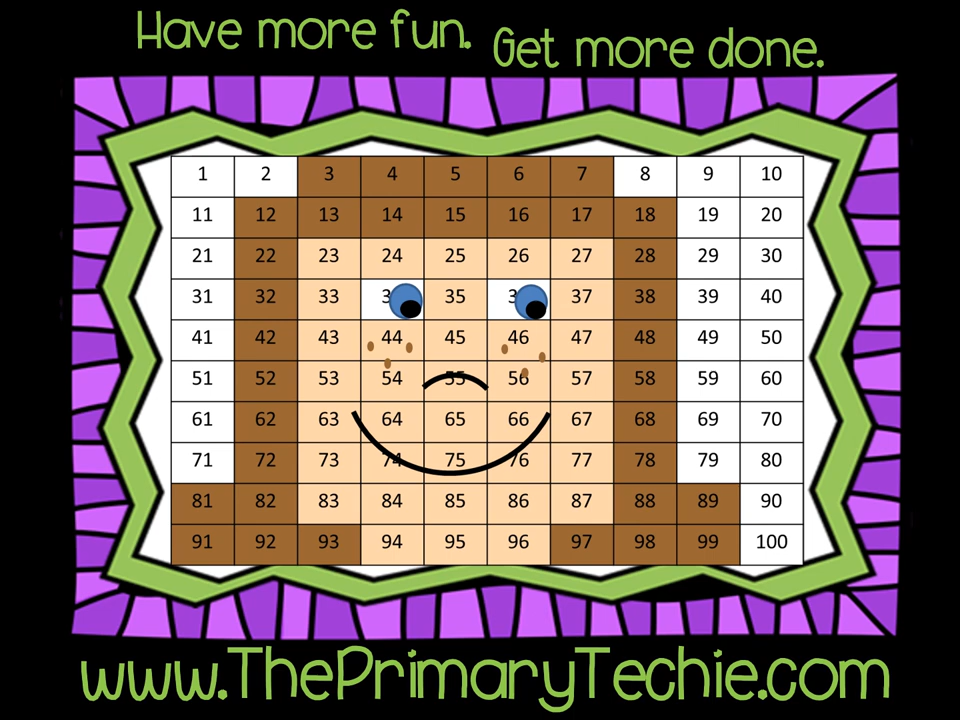 Have more fun. Get more done.
1 2 3 4 5 6 7 8 9 10
11 12 13 14 15 16 17 18 19 20
21 22 23 24 25 26 27 28 29 30
31 32 33 35 37 38 39 40
41 42 43 44 45 46 47 48 49 50
51 52 53 54 55 56 57 58 59 60
61 62 63 64 65 66 67 68 69 70
71 72 73 74 75 76 77 78 79 80
81 82 83 84 85 86 87 88 89 90
91 92 93 94 95 96 97 98 99 100
www.ThePrimaryTechie.com